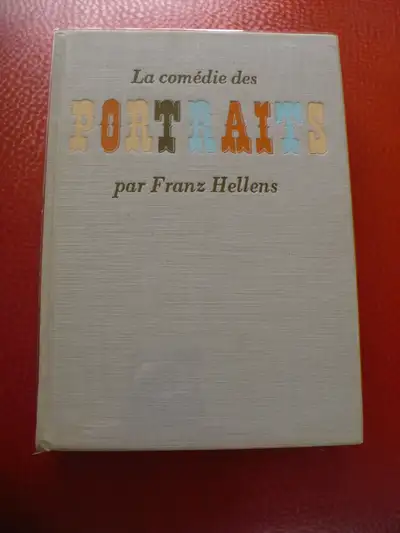 La comédie des
PORTRAITS
par Franz Hellens